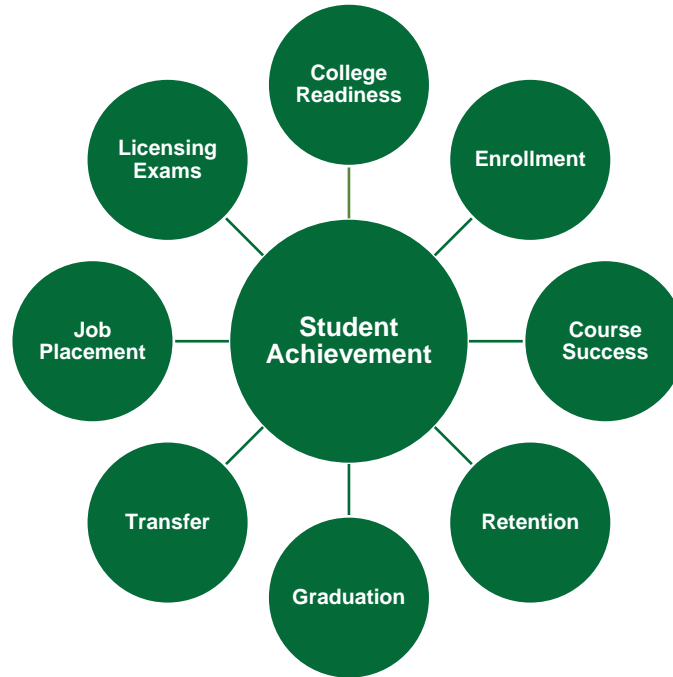 College
Readiness
Licensing
Exams
Enrollment
Student
Achievement
Job
Placement
Course
Success
Transfer
Retention
Graduation